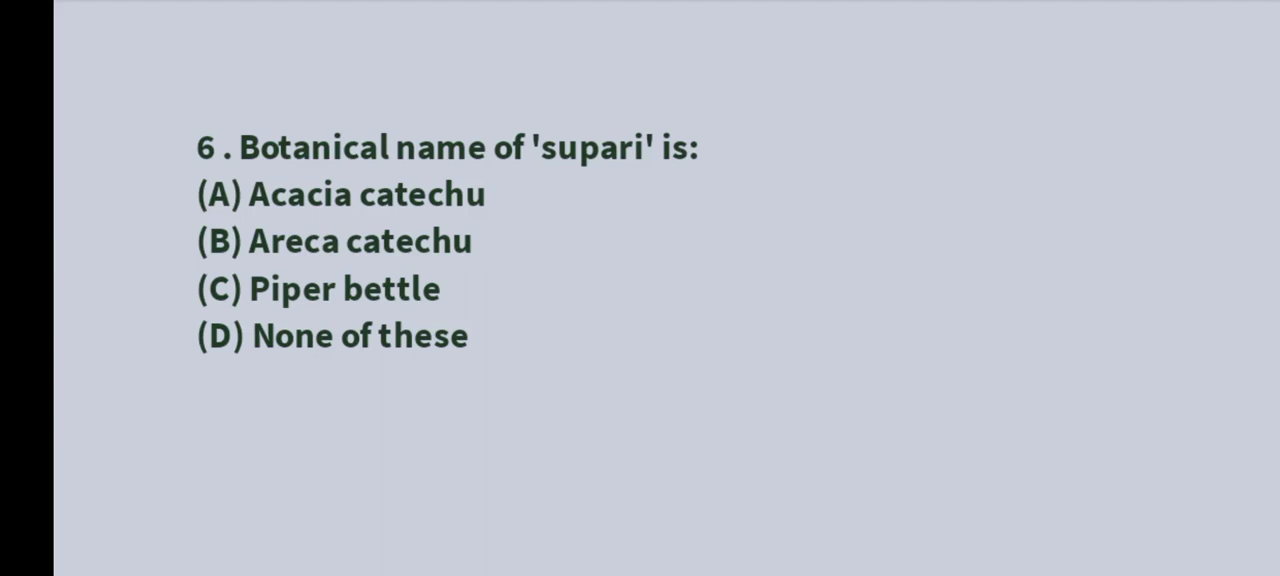 6 . Botanical name of 'supari' is:
(A) Acacia catechu
(B) Areca catechu
(C) Piper bettle
(D) None of these